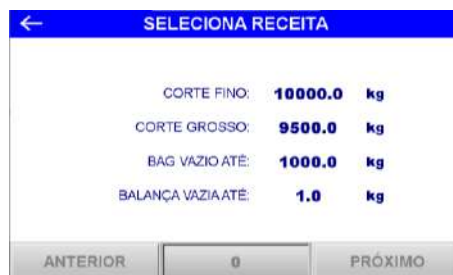 ← SELECIONA RECEITA
CORTE FINO: 10000.0 kg
CORTE GROSSO: 9500.0 kg
BAG VAZIO ATÉ: 1000.0 kg
BALANÇA VAZIA ATÉ: 1.0 kg
ANTERIOR 0 PRÓXIMO